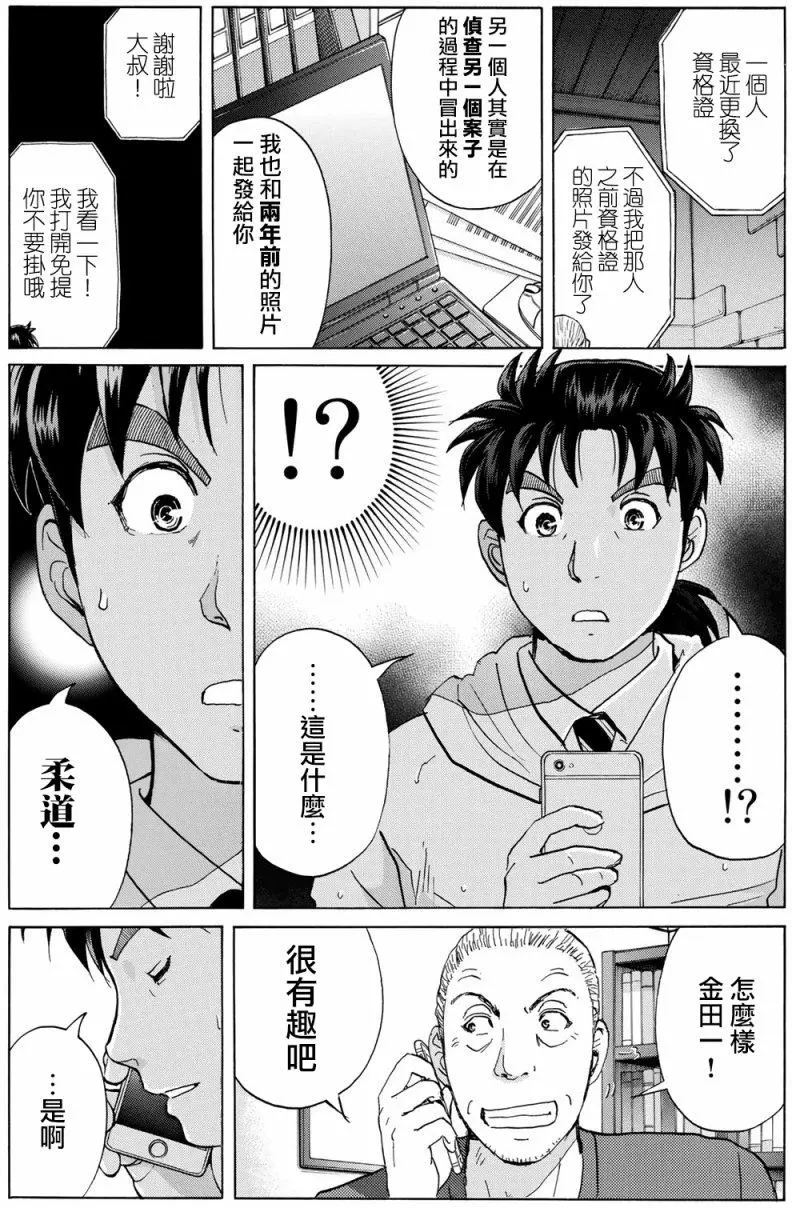 一個人
最近更換了
資格證
不過我把那人
之前資格證
的照片發給你了
另一個人其實是在
偵查另一個案子
的過程中冒出來的
我也和兩年前的照片
一起發給你
謝謝啦
大叔！
我看一下！
我打開免提
你不要掛哦
…………!?
!?
……這是什麼…
柔道…
怎麼樣
金田一！
很有趣吧
…是啊